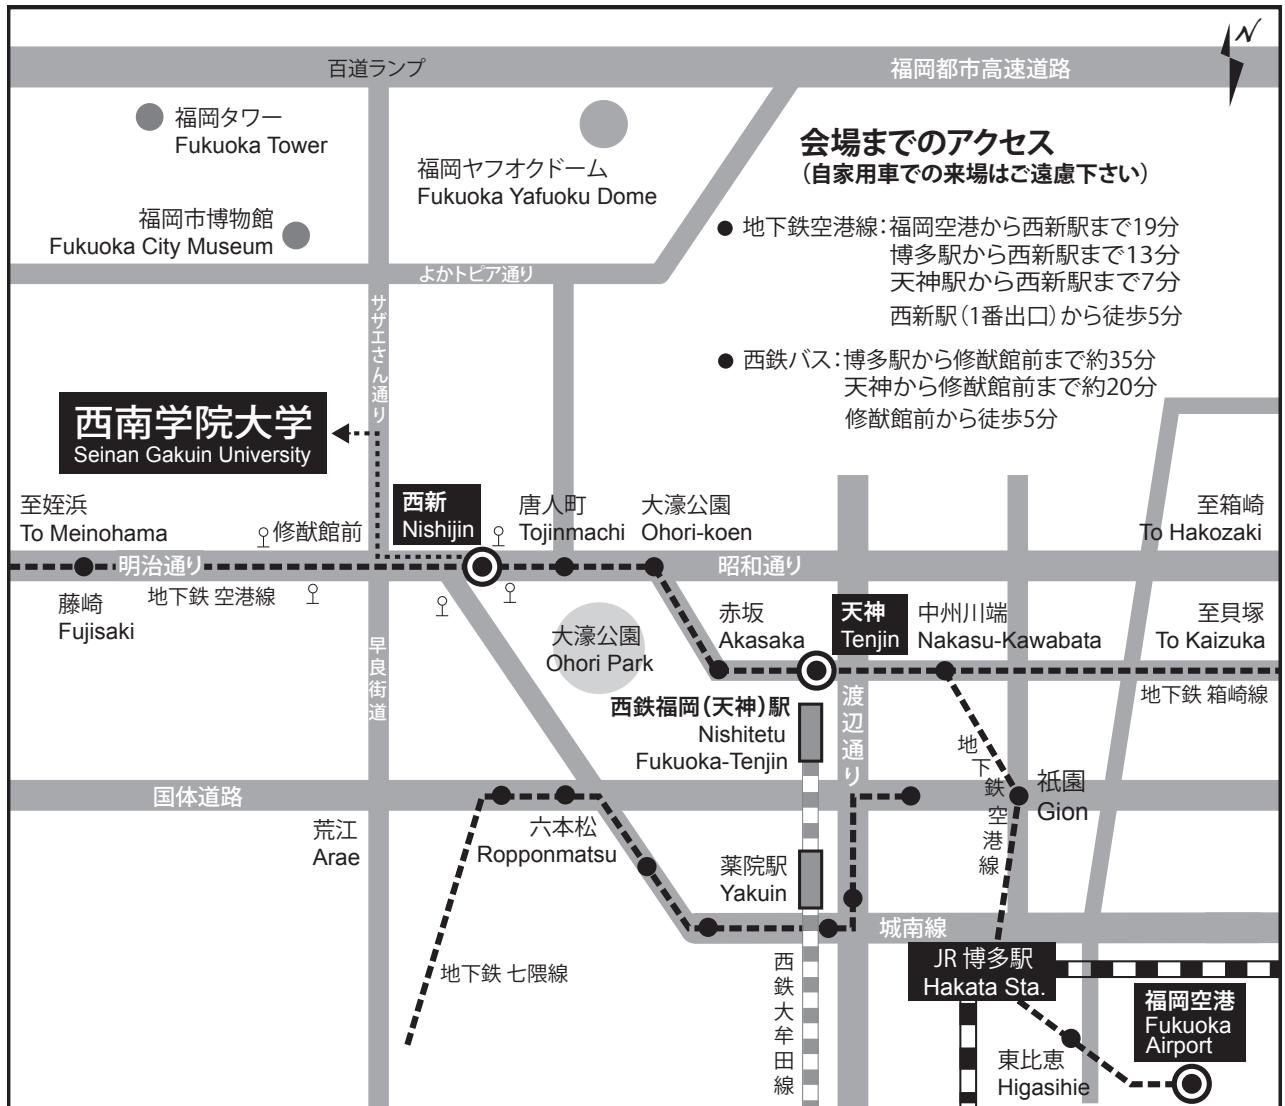 N
百道ランプ
福岡都市高速道路
福岡タワー
Fukuoka Tower
福岡ヤフオクドーム
Fukuoka Yafuoku Dome
会場までのアクセス
（自家用車での来場はご遠慮下さい）
福岡市博物館
Fukuoka City Museum
● 地下鉄空港線：福岡空港から西新駅まで19分
博多駅から西新駅まで13分
天神駅から西新駅まで7分
西新駅（1番出口）から徒歩5分
よかトピア通り
サザエさん通り
● 西鉄バス：博多駅から修猷館前まで約35分
天神から修猷館前まで約20分
修猷館前から徒歩5分
西南学院大学
Seinan Gakuin University
至姪浜
To Meinohama
修猷館前
西新
Nishijin
唐人町
Tojinmachi
大濠公園
Ohori-koen
至箱崎
To Hakozaki
明治通り
昭和通り
藤崎
Fujisaki
地下鉄 空港線
大濠公園
Ohori Park
赤坂
Akasaka
天神
Tenjin
中州川端
Nakasu-Kawabata
至貝塚
To Kaizuka
早良街道
地下鉄 箱崎線
西鉄福岡（天神）駅
Nishitetu
Fukuoka-Tenjin
渡辺通り
地下鉄 空港線
国体道路
祇園
Gion
荒江
Arae
六本松
Ropponmatsu
薬院駅
Yakuin
城南線
地下鉄 七隈線
西鉄大牟田線
JR 博多駅
Hakata Sta.
福岡空港
Fukuoka
Airport
東比恵
Higasihie